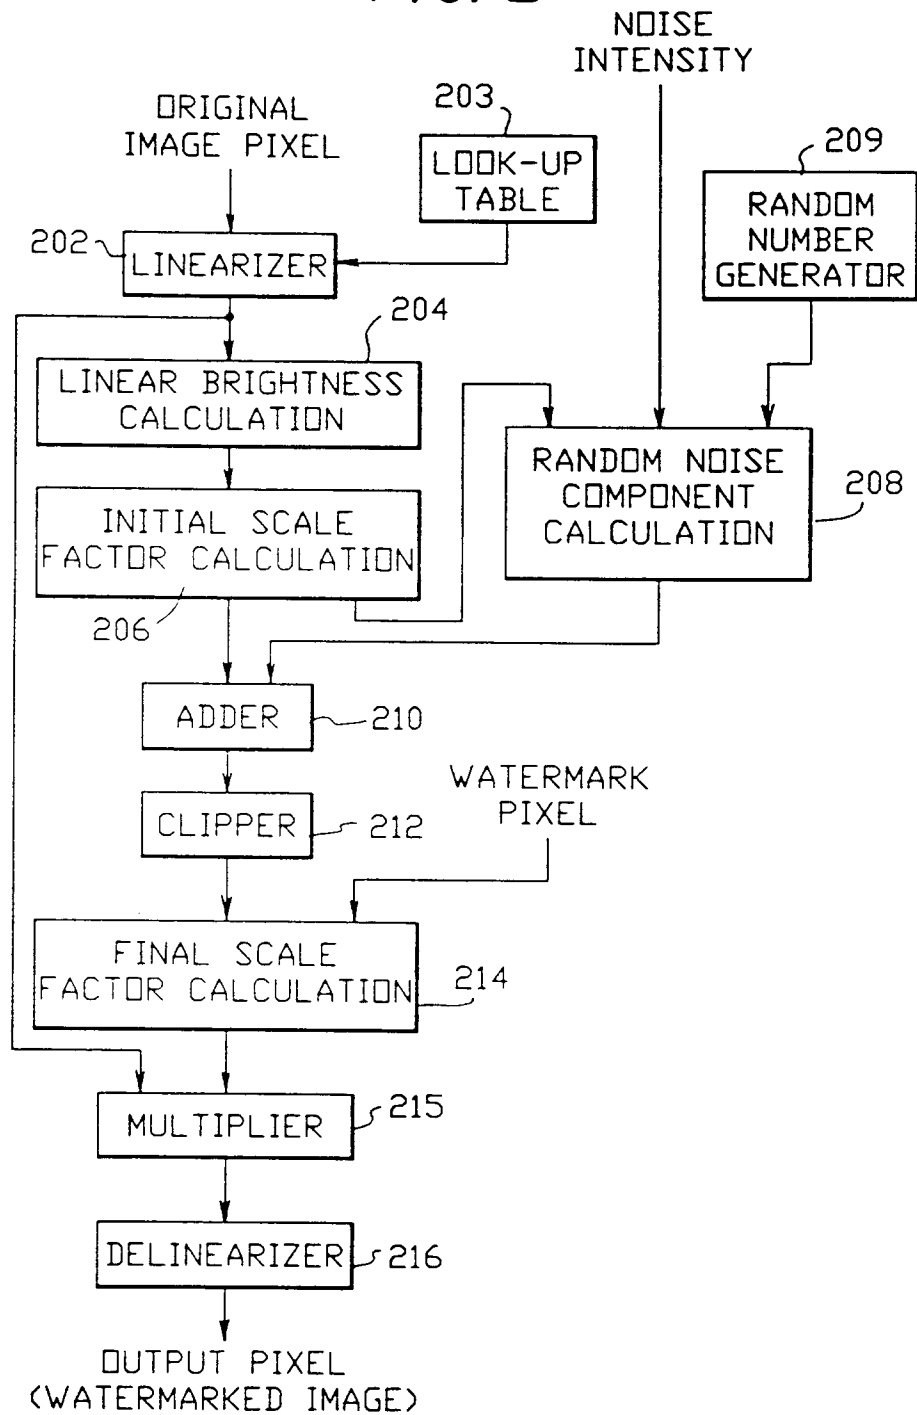 NOISE
INTENSITY
ORIGINAL
IMAGE PIXEL
203
LOOK-UP
TABLE
209
RANDOM
NUMBER
GENERATOR
202
LINEARIZER
204
LINEAR BRIGHTNESS
CALCULATION
RANDOM NOISE
COMPONENT
CALCULATION
208
INITIAL SCALE
FACTOR CALCULATION
206
ADDER
210
WATERMARK
PIXEL
CLIPPER
212
FINAL SCALE
FACTOR CALCULATION
214
MULTIPLIER
215
DELINEARIZER
216
OUTPUT PIXEL
(WATERMARKED IMAGE)